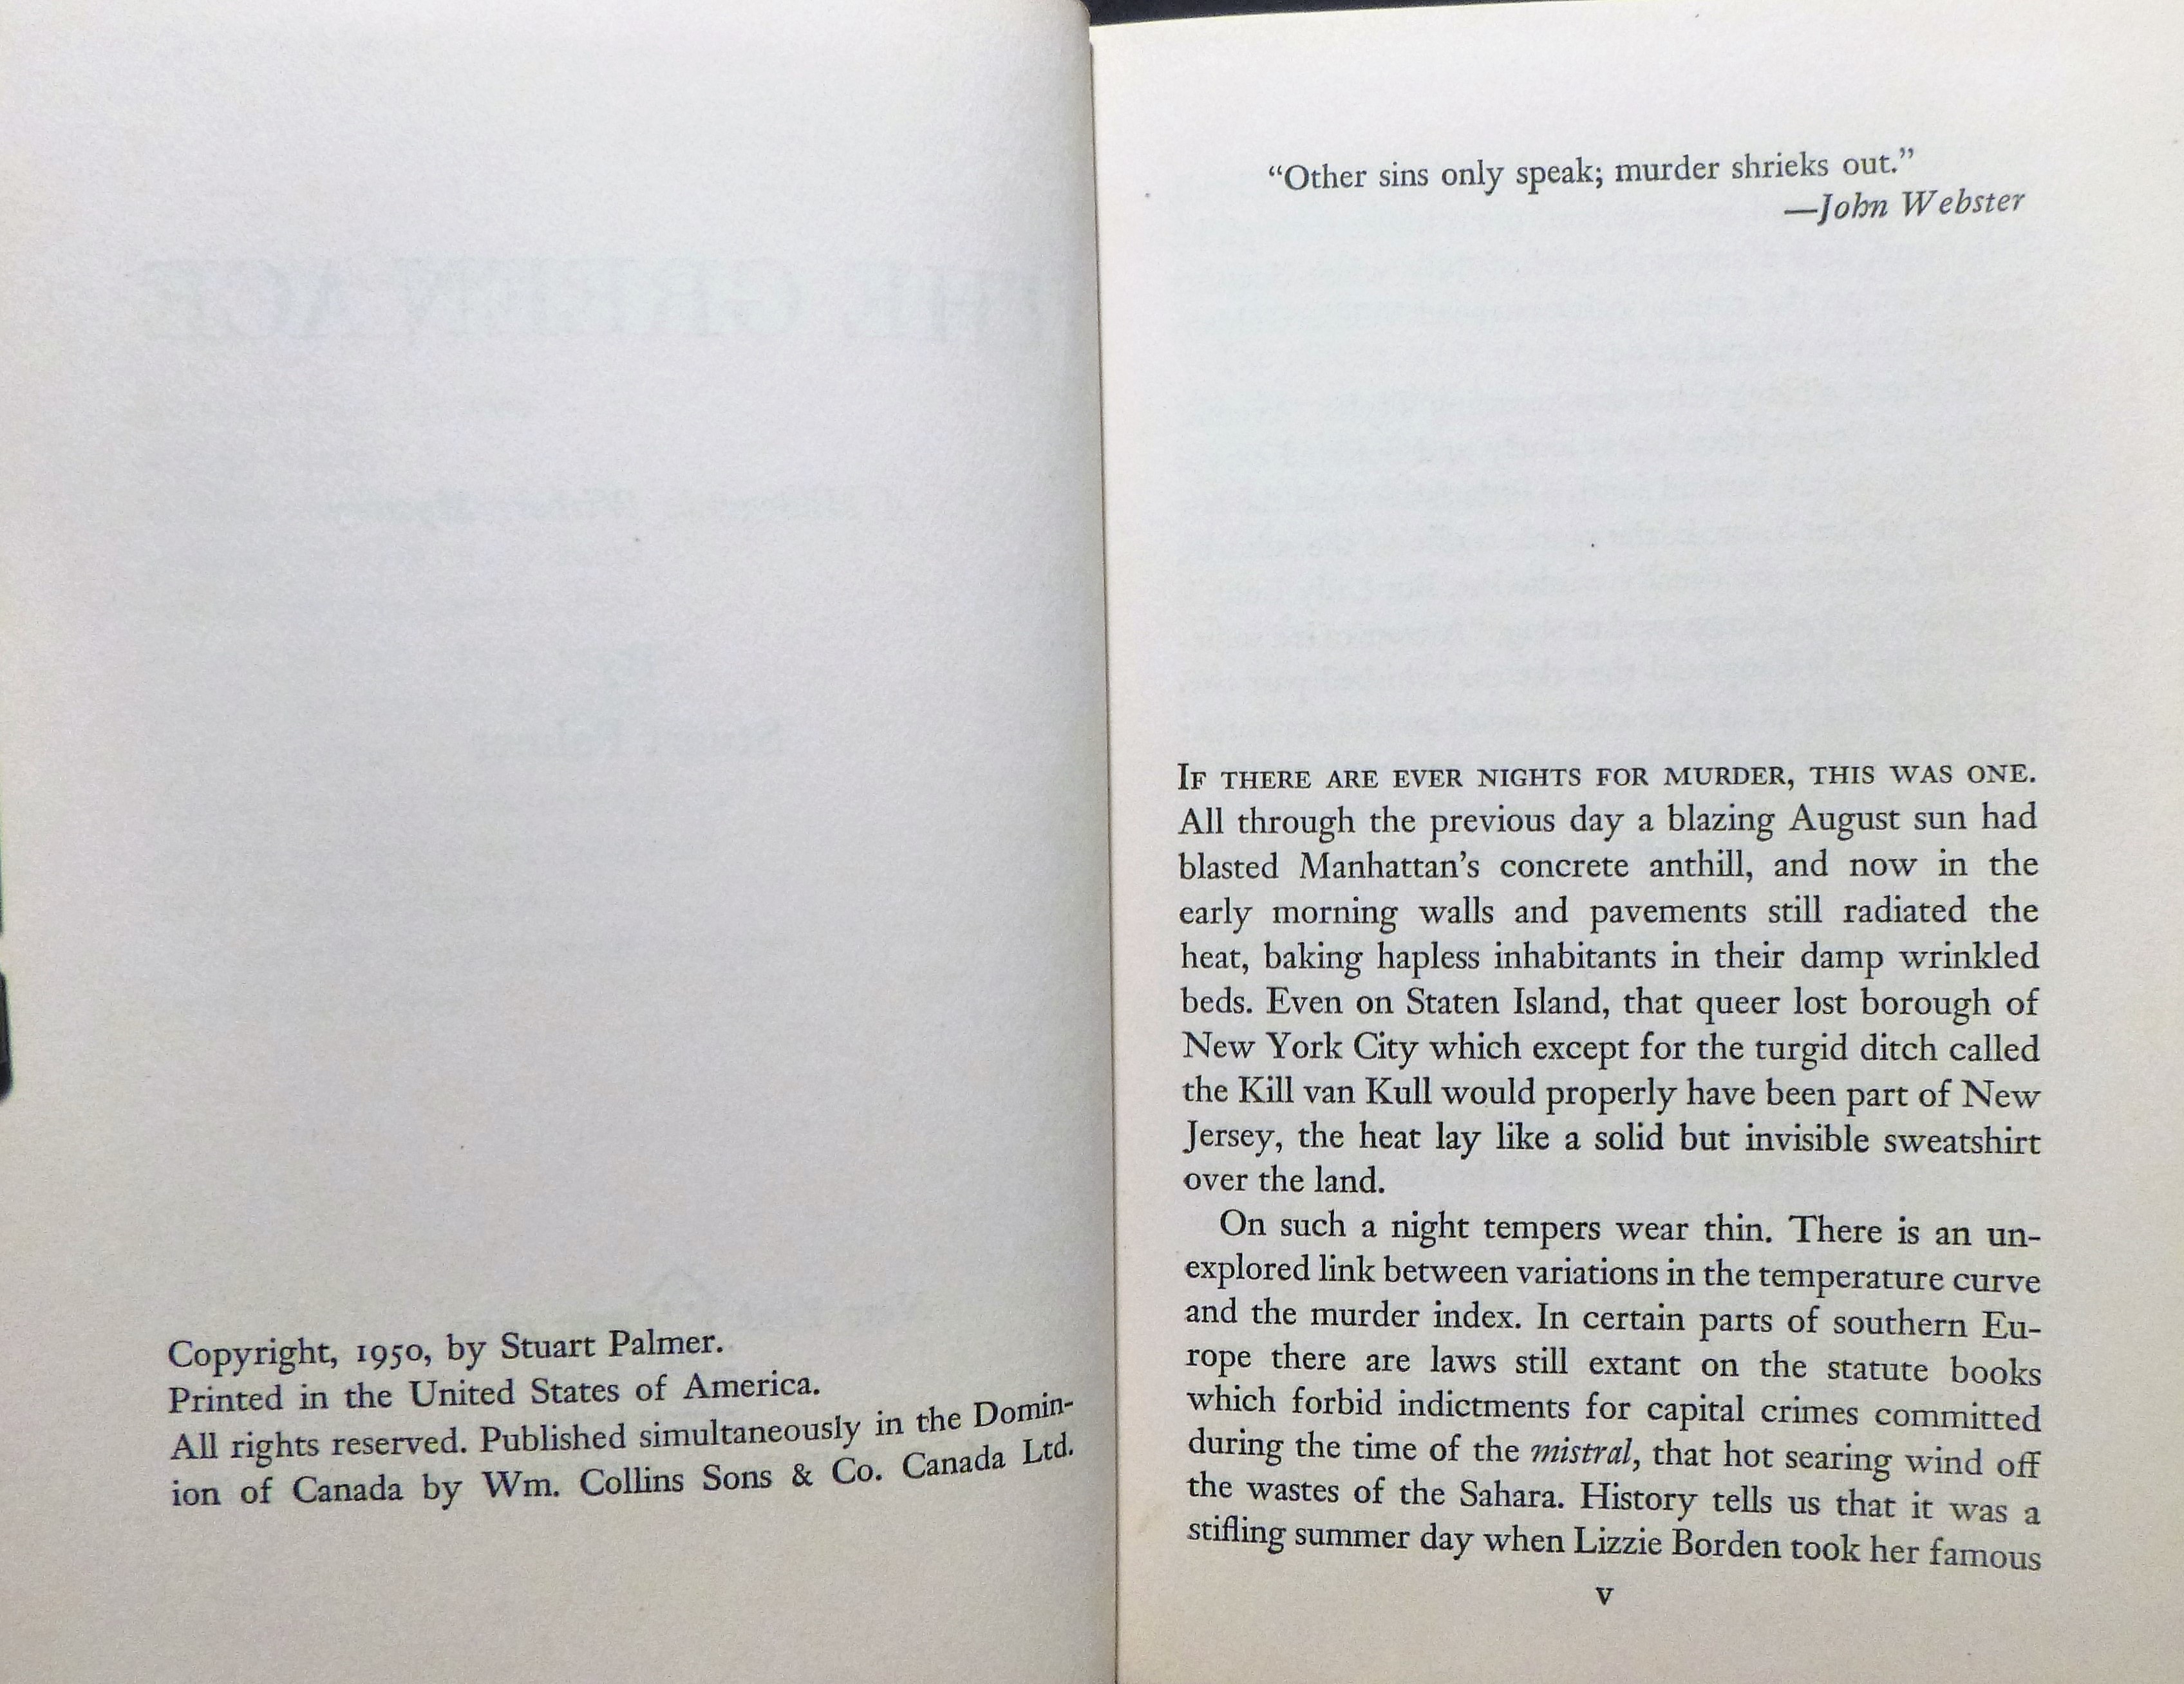 Copyright, 1950, by Stuart Palmer.
Printed in the United States of America.
All rights reserved. Published simultaneously in the Domin-
ion of Canada by Wm. Collins Sons & Co. Canada Ltd.
“Other sins only speak; murder shrieks out.”
—John Webster
IF THERE ARE EVER NIGHTS FOR MURDER, THIS WAS ONE.
All through the previous day a blazing August sun had
blasted Manhattan’s concrete anthill, and now in the
early morning walls and pavements still radiated the
heat, baking hapless inhabitants in their damp wrinkled
beds. Even on Staten Island, that queer lost borough of
New York City which except for the turgid ditch called
the Kill van Kull would properly have been part of New
Jersey, the heat lay like a solid but invisible sweatshirt
over the land.
On such a night tempers wear thin. There is an un-
explored link between variations in the temperature curve
and the murder index. In certain parts of southern Eu-
rope there are laws still extant on the statute books
which forbid indictments for capital crimes committed
during the time of the mistral, that hot searing wind off
the wastes of the Sahara. History tells us that it was a
stifling summer day when Lizzie Borden took her famous
v